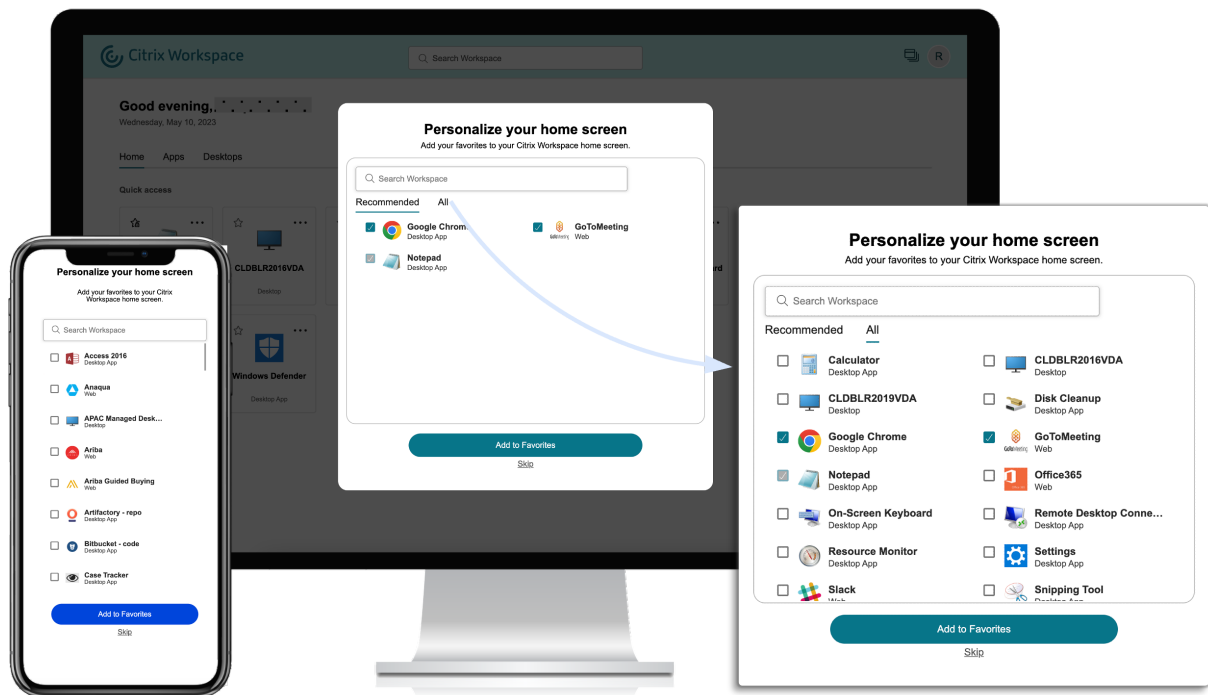 Citrix Workspace
Search Workspace
R
Good evening,
Wednesday, May 10, 2023
Home Apps Desktops
Quick access
CLDBLR2016VDA
Desktop
rd
Windows Defender
Desktop App
Personalize your home screen
Add your favorites to your Citrix Workspace home screen.
Search Workspace
Recommended All
Google Chrom
Desktop App
GoToMeeting
Web
Notepad
Desktop App
Add to Favorites
Skip
Personalize your home screen
Add your favorites to your Citrix
Workspace home screen.
Search Workspace
Access 2016
Desktop App
Anaqua
Web
APAC Managed Desk...
Desktop
Ariba
Web
Ariba Guided Buying
Web
Artifactory - repo
Desktop App
Bitbucket - code
Desktop App
Case Tracker
Desktop App
Add to Favorites
Skip
Personalize your home screen
Add your favorites to your Citrix Workspace home screen.
Search Workspace
Recommended All
Calculator
Desktop App
CLDBLR2016VDA
Desktop
CLDBLR2019VDA
Desktop
Disk Cleanup
Desktop App
Google Chrome
Desktop App
GoToMeeting
Web
Notepad
Desktop App
Office365
Web
On-Screen Keyboard
Desktop App
Remote Desktop Conne...
Desktop App
Resource Monitor
Desktop App
Settings
Desktop App
Slack
Web
Snipping Tool
Desktop App
Add to Favorites
Skip